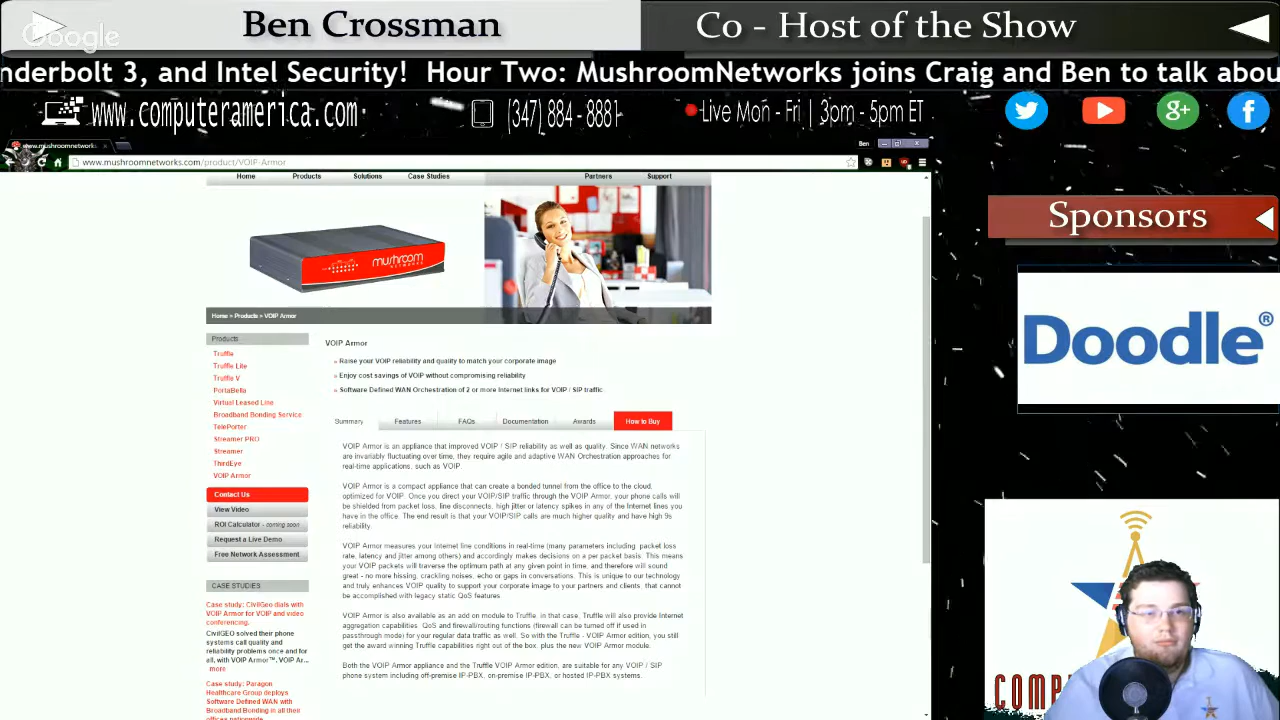 Google
Ben Crossman
Co - Host of the Show
nderbolt 3, and Intel Security! Hour Two: MushroomNetworks joins Craig and Ben to talk abou
www.computeramerica.com
(347) 884 - 8881
Live Mon - Fri | 3pm - 5pm ET
www.mushroomnetworks
Ben
www.mushroomnetworks.com/product/VOIP-Armor
Home Products Solutions Case Studies Partners Support
mushroom
NETWORKS
Home » Products » VOIP Armor
Products
Truffle
Truffle Lite
Truffle V
PortaBella
Virtual Leased Line
Broadband Bonding Service
TelePorter
Streamer PRO
Streamer
ThirdEye
VOIP Armor
Contact Us
View Video
ROI Calculator - coming soon
Request a Live Demo
Free Network Assessment
CASE STUDIES
Case study: CivilGeo dials with
VOIP Armor for VOIP and video
conferencing.
CivilGEO solved their phone
systems call quality and
reliability problems once and for
all, with VOIP Armor™. VOIP Ar...
more
Case study: Paragon
Healthcare Group deploys
Software Defined WAN with
Broadband Bonding in all their
offices nationwide
VOIP Armor
» Raise your VOIP reliability and quality to match your corporate image
» Enjoy cost savings of VOIP without compromising reliability
» Software Defined WAN Orchestration of 2 or more Internet links for VOIP / SIP traffic
Summary Features FAQs Documentation Awards How to Buy
VOIP Armor is an appliance that improved VOIP / SIP reliability as well as quality. Since WAN networks
are invariably fluctuating over time, they require agile and adaptive WAN Orchestration approaches for
real-time applications, such as VOIP.
VOIP Armor is a compact appliance that can create a bonded tunnel from the office to the cloud,
optimized for VOIP. Once you direct your VOIP/SIP traffic through the VOIP Armor, your phone calls will
be shielded from packet loss, line disconnects, high jitter or latency spikes in any of the Internet lines you
have in the office. The end result is that your VOIP/SIP calls are much higher quality and have high 9s
reliability.
VOIP Armor measures your Internet line conditions in real-time (many parameters including packet loss
rate, latency and jitter among others) and accordingly makes decisions on a per packet basis. This means
your VOIP packets will traverse the optimum path at any given point in time, and therefore will sound
great - no more hissing, crackling noises, echo or gaps in conversations. This is unique to our technology
and truly enhances VOIP quality to support your corporate image to your partners and clients, that cannot
be accomplished with legacy static QoS features.
VOIP Armor is also available as an add on module to Truffle, in that case, Truffle will also provide Internet
aggregation capabilities. QoS and firewall/routing functions (firewall can be turned off if used in
passthrough mode) for your regular data traffic as well. So with the Truffle - VOIP Armor edition, you still
get the award winning Truffle capabilities right out of the box, plus the new VOIP Armor module.
Both the VOIP Armor appliance and the Truffle VOIP Armor edition, are suitable for any VOIP / SIP
phone system including off-premise IP-PBX, on-premise IP-PBX, or hosted IP-PBX systems.
Sponsors
Doodle®
COMP